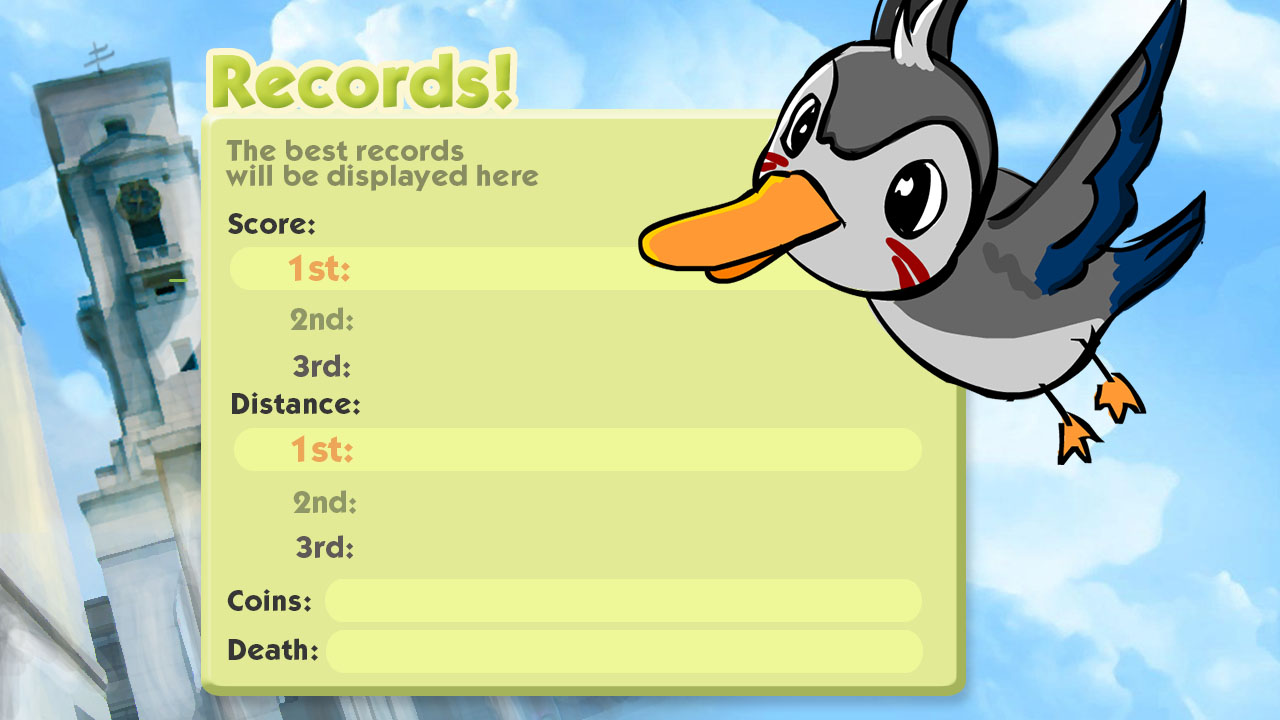 Records!
The best records
will be displayed here
Score:
1st:
2nd:
3rd:
Distance:
1st:
2nd:
3rd:
Coins:
Death: